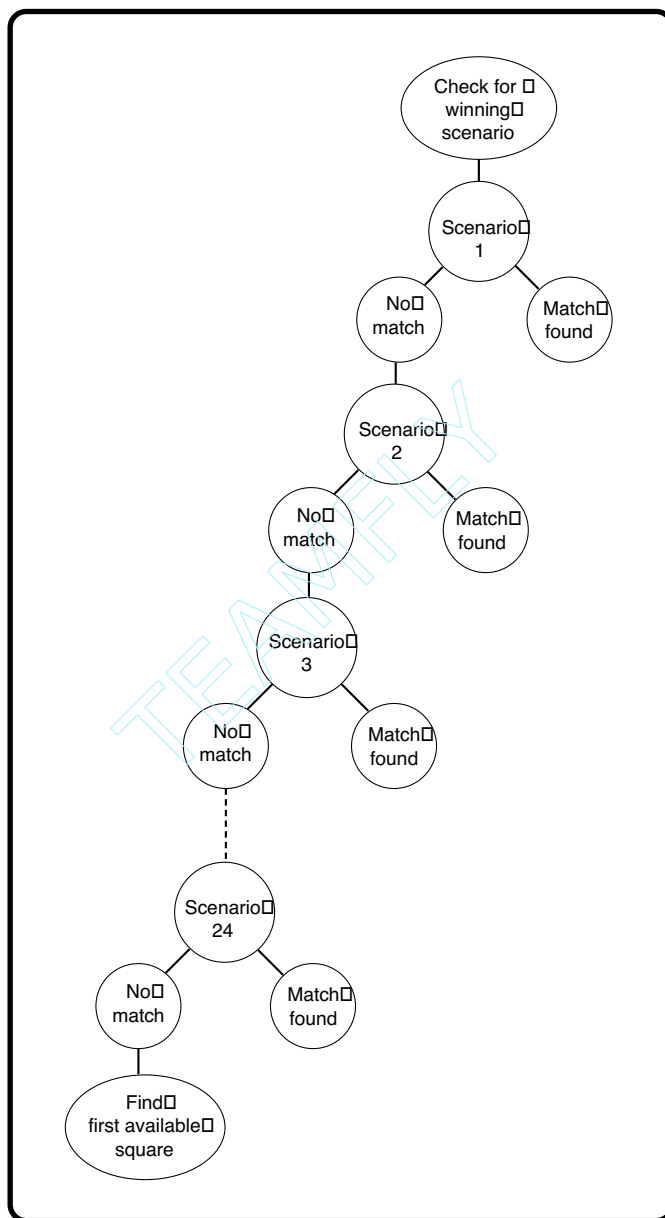 Check for
winning
scenario
Scenario
1
No
match
Match
found
Scenario
2
No
match
Match
found
Scenario
3
No
match
Match
found
Scenario
24
No
match
Match
found
Find
first available
square
TEAMFLY